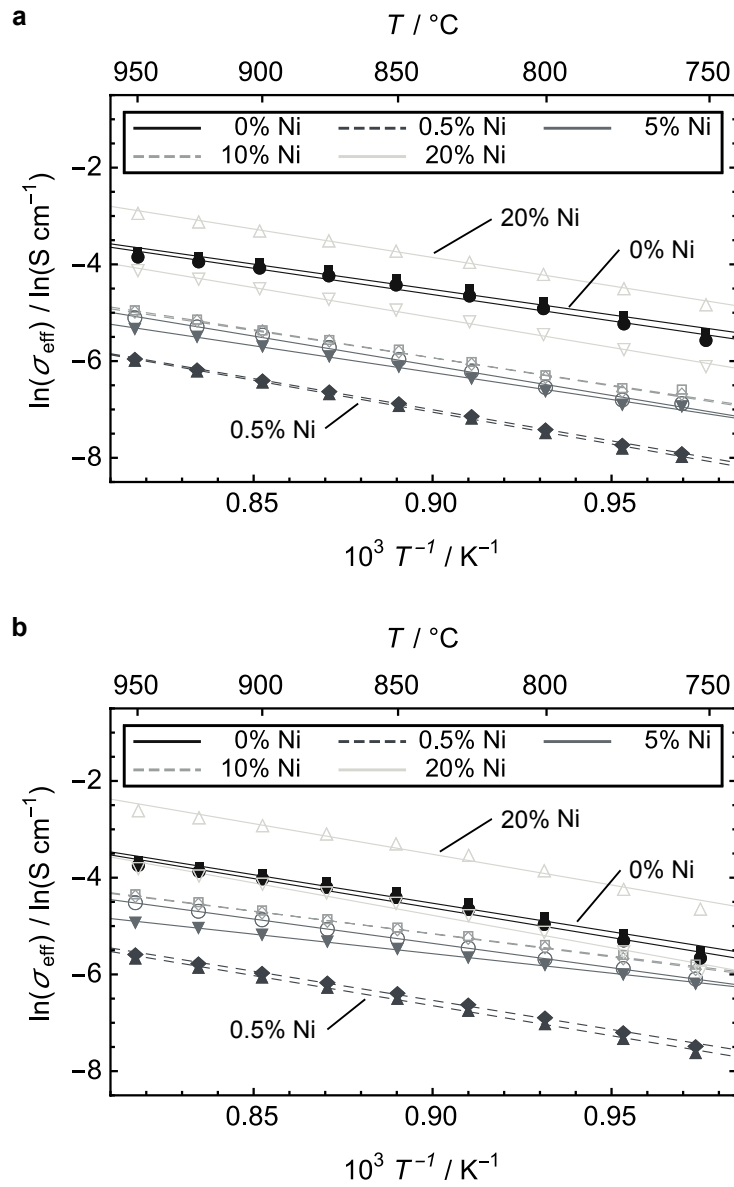 a
T / °C
950 900 850 800 750
0% Ni 0.5% Ni 5% Ni
10% Ni 20% Ni
−2
20% Ni
0% Ni
−4
−6
0.5% Ni
−8
ln(σeff) / ln(S cm⁻¹)
0.85 0.90 0.95
10³ T⁻¹ / K⁻¹
b
T / °C
950 900 850 800 750
0% Ni 0.5% Ni 5% Ni
10% Ni 20% Ni
−2
20% Ni
0% Ni
−4
−6
0.5% Ni
−8
ln(σeff) / ln(S cm⁻¹)
0.85 0.90 0.95
10³ T⁻¹ / K⁻¹